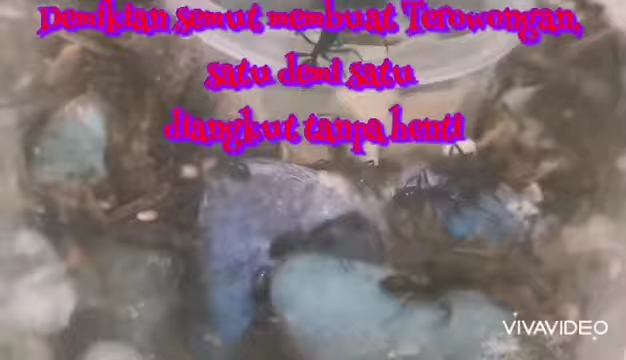 Demikian semut membuat Terowongan,
satu demi satu
diangkut tanpa henti
VIVAVIDEO